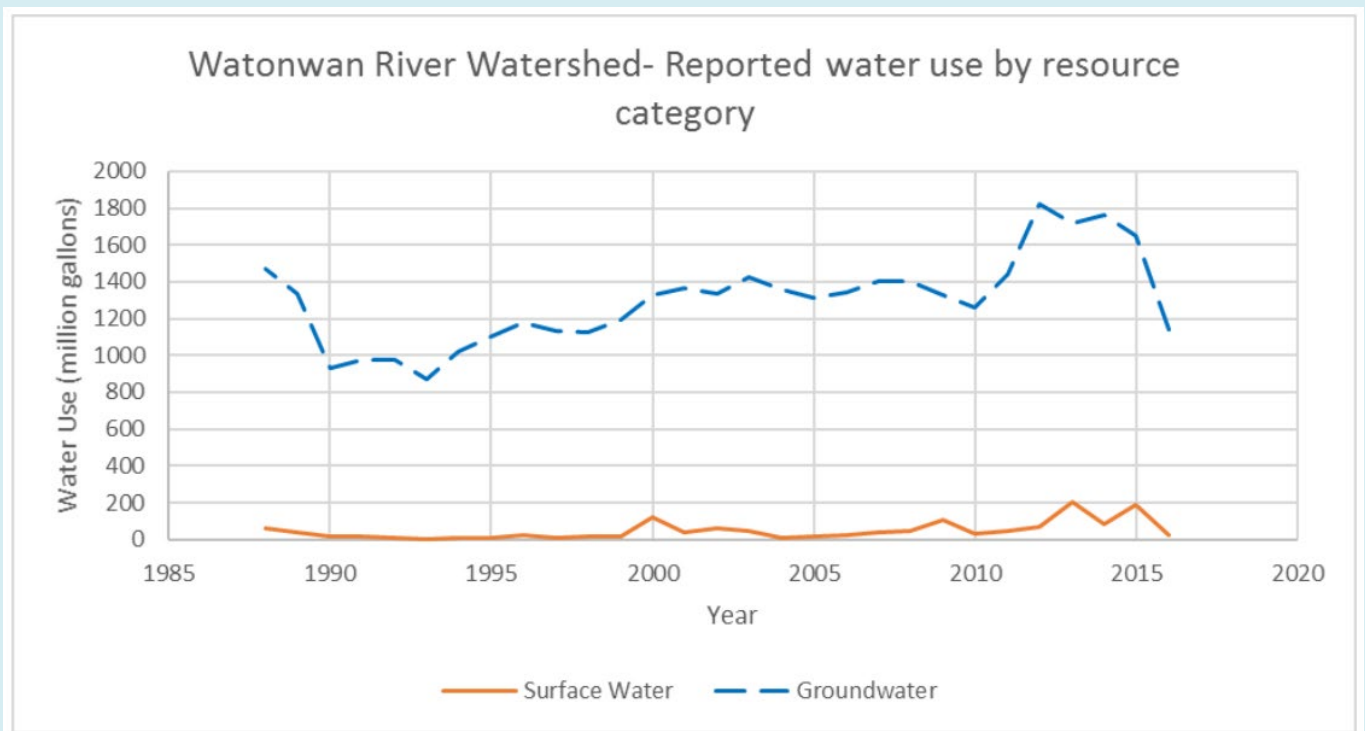 Watonwan River Watershed- Reported water use by resource
category
Water Use (million gallons)
2000
1800
1600
1400
1200
1000
800
600
400
200
0
1985 1990 1995 2000 2005 2010 2015 2020
Year
Surface Water Groundwater